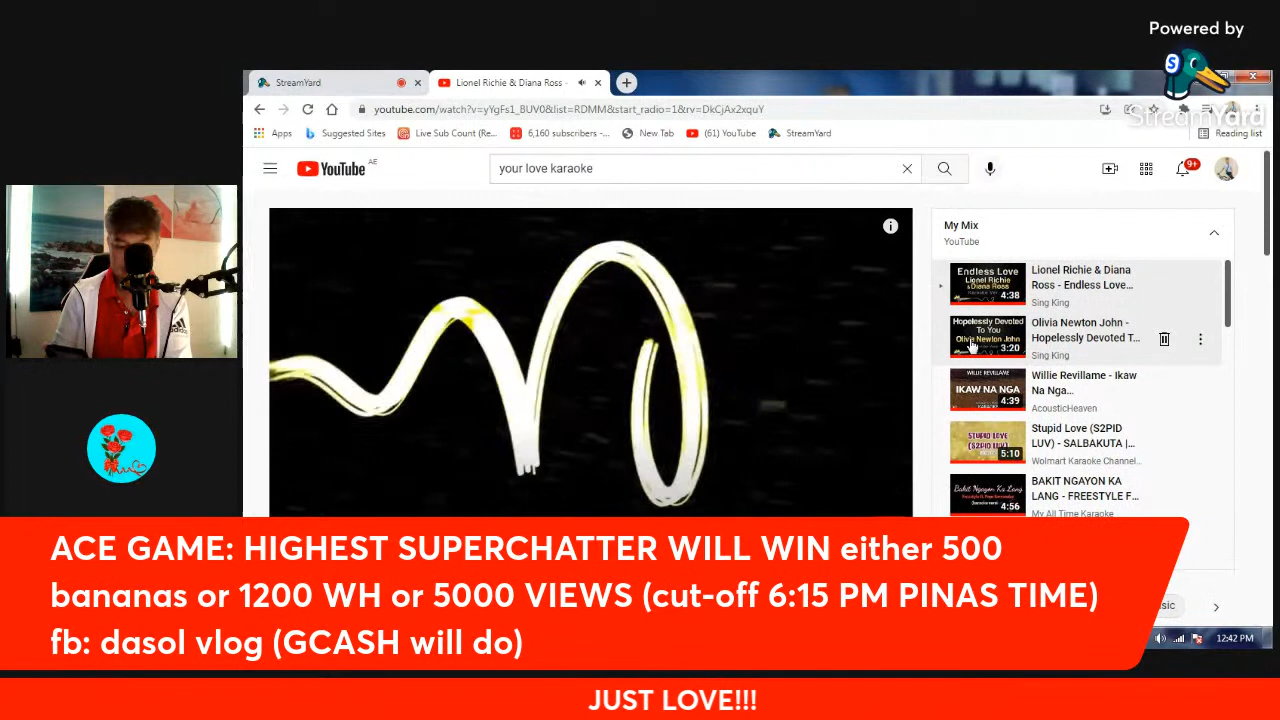 Powered by
S
StreamYard
StreamYard
Lionel Richie & Diana Ross -
youtube.com/watch?v=yYgFs1_BUV0&list=RDMM&start_radio=1&rv=DkCjAx2xquY
Apps
Suggested Sites
Live Sub Count (Re...
6,160 subscribers -...
New Tab
(61) YouTube
StreamYard
Reading list
YouTube AE
your love karaoke
9+
My Mix
YouTube
Endless Love
Lionel Richie &
Diana Ross
4:38
Lionel Richie & Diana
Ross - Endless Love...
Sing King
Hopelessly Devoted
To You
Olivia Newton John
3:20
Olivia Newton John -
Hopelessly Devoted T...
Sing King
WILLIE REVILLAME
IKAW NA NGA
4:39
Willie Revillame - Ikaw
Na Nga...
AcousticHeaven
STUPID LOVE
(S2PID LUV)
5:10
Stupid Love (S2PID
LUV) - SALBAKUTA |...
Wolmart Karaoke Channel...
Bakit Ngayon Ka Lang
4:56
BAKIT NGAYON KA
LANG - FREESTYLE F...
My All Time Karaoke
ACE GAME: HIGHEST SUPERCHATTER WILL WIN either 500
bananas or 1200 WH or 5000 VIEWS (cut-off 6:15 PM PINAS TIME)
fb: dasol vlog (GCASH will do)
12:42 PM
JUST LOVE!!!